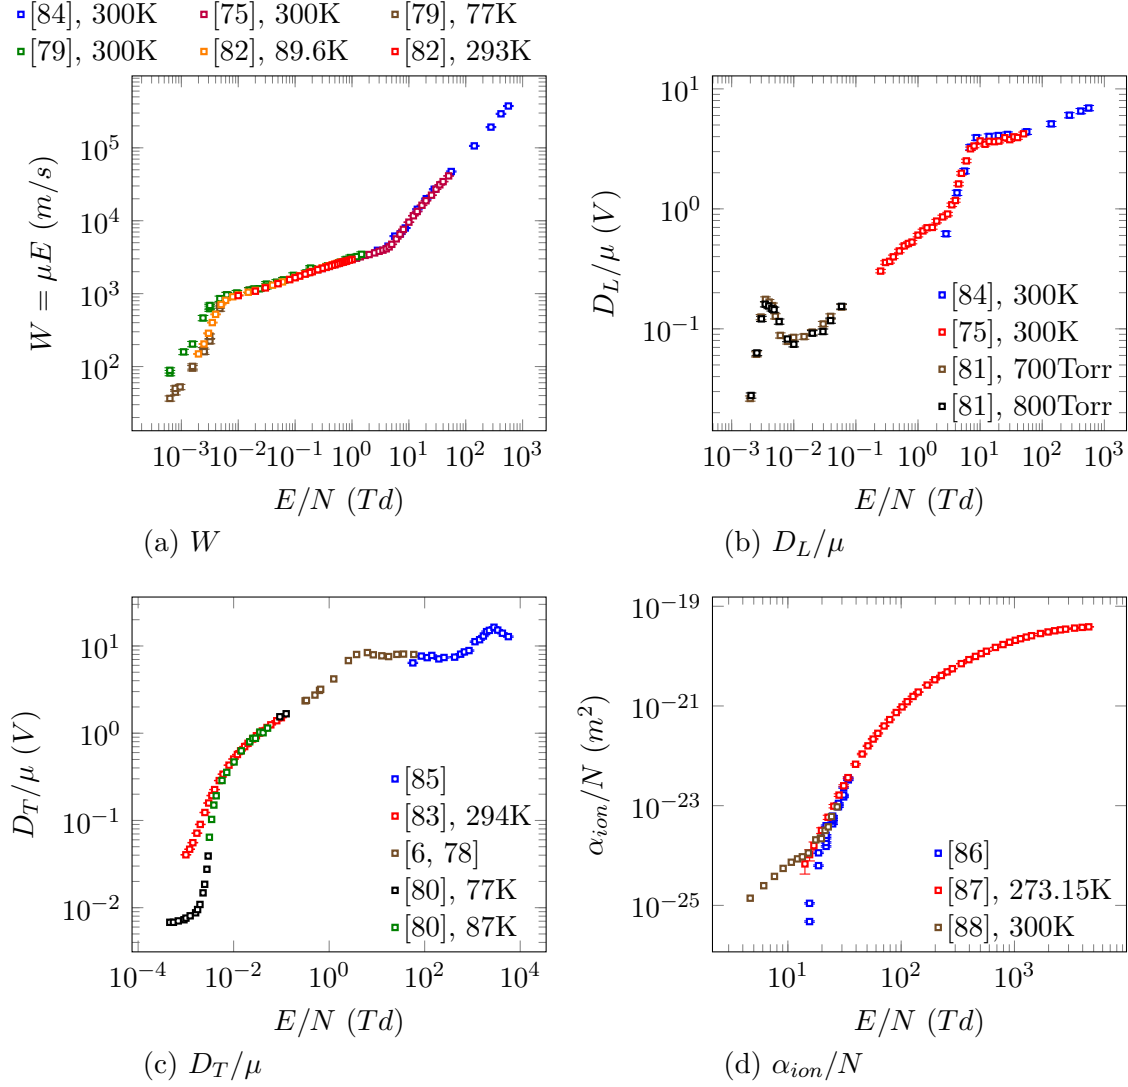 [84], 300K [75], 300K [79], 77K
[79], 300K [82], 89.6K [82], 293K
W = μE (m/s)
10^5
10^4
10^3
10^2
10^−3 10^−2 10^−1 10^0 10^1 10^2 10^3
E/N (Td)
(a) W
D_L/μ (V)
10^1
10^0
10^−1
[84], 300K
[75], 300K
[81], 700Torr
[81], 800Torr
10^−3 10^−2 10^−1 10^0 10^1 10^2 10^3
E/N (Td)
(b) D_L/μ
D_T/μ (V)
10^1
10^0
10^−1
10^−2
[85]
[83], 294K
[6, 78]
[80], 77K
[80], 87K
10^−4 10^−2 10^0 10^2 10^4
E/N (Td)
(c) D_T/μ
α_ion/N (m^2)
10^−19
10^−21
10^−23
10^−25
[86]
[87], 273.15K
[88], 300K
10^1 10^2 10^3
E/N (Td)
(d) α_ion/N